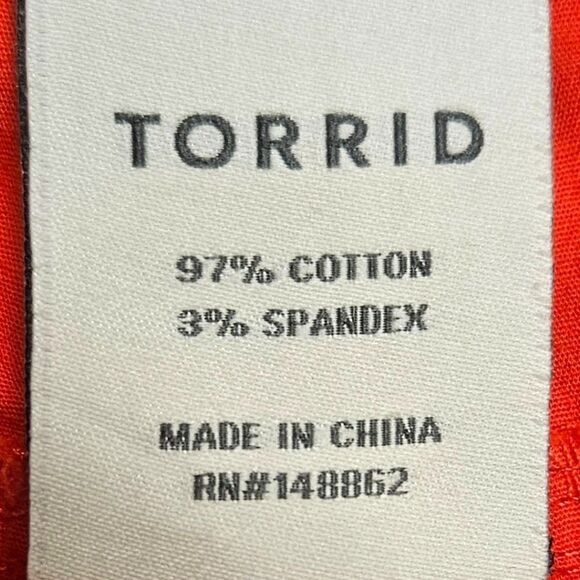 TORRID
97% COTTON
3% SPANDEX
MADE IN CHINA
RN#148862